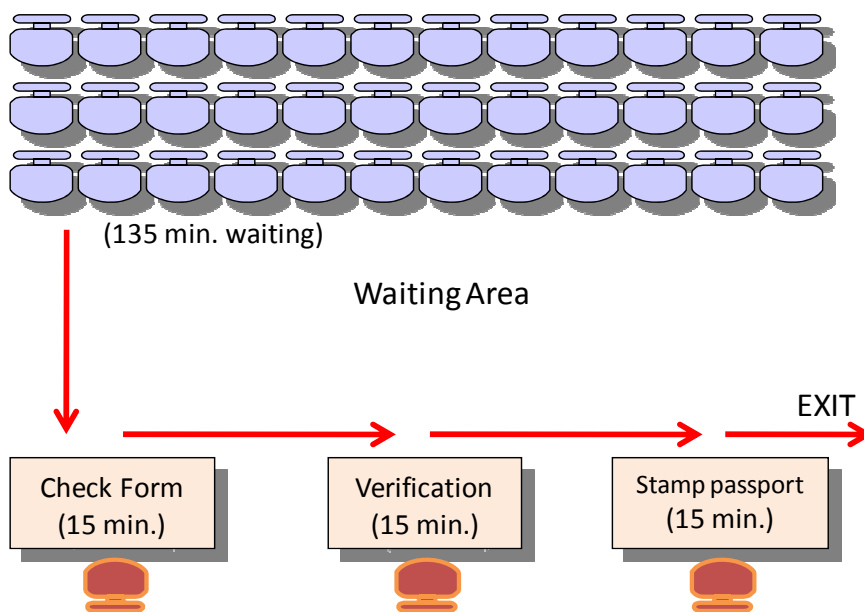 (135 min. waiting)
Waiting Area
EXIT
Check Form
(15 min.)
Verification
(15 min.)
Stamp passport
(15 min.)